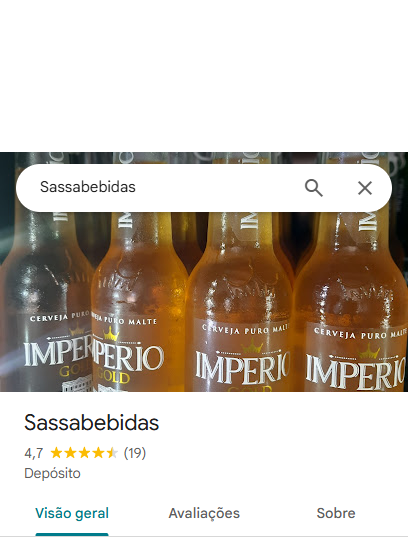 Sassabebidas
CERVEJA PURO MALTE
IMPERIO
GOLD
CERVEJA PURO MALTE
IMPERIO
GOLD
CERVEJA PURO MALTE
IMPERIO
GOLD
CERVEJA PURO MALTE
IMPERIO
Sassabebidas
4,7 (19)
Depósito
Visão geral Avaliações Sobre